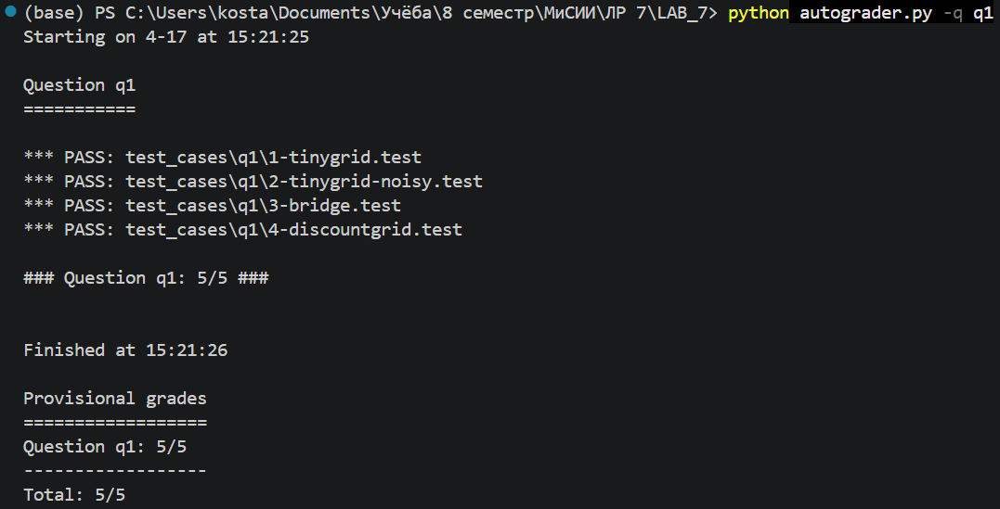 (base) PS C:\Users\kosta\Documents\Учёба\8 семестр\МиСИИ\ЛР 7\LAB_7> python autograder.py -q q1
Starting on 4-17 at 15:21:25
Question q1
===========
*** PASS: test_cases\q1\1-tinygrid.test
*** PASS: test_cases\q1\2-tinygrid-noisy.test
*** PASS: test_cases\q1\3-bridge.test
*** PASS: test_cases\q1\4-discountgrid.test
### Question q1: 5/5 ###
Finished at 15:21:26
Provisional grades
==================
Question q1: 5/5
------------------
Total: 5/5